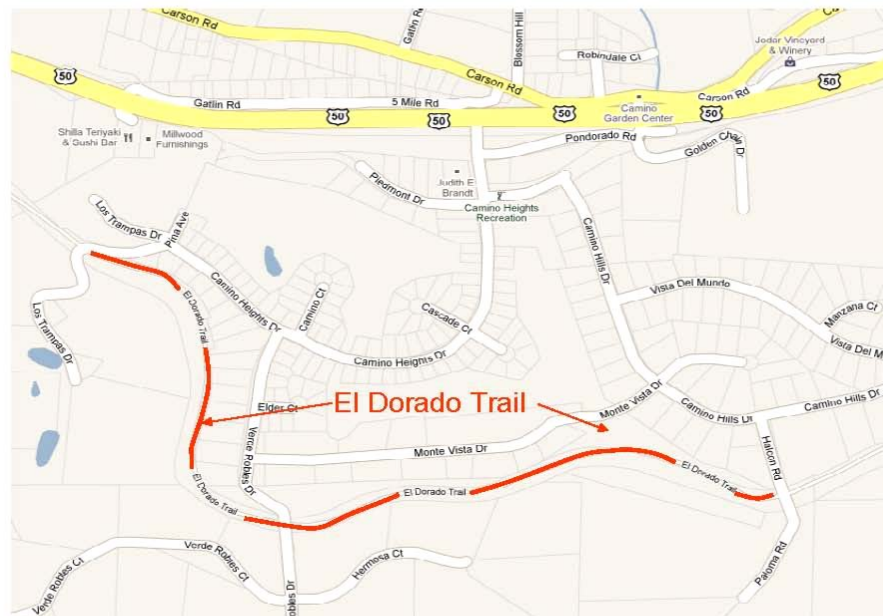 Carson Rd
Gatlin Rd
Blossom Hill
Robindale Ct
Jodar Vineyard
& Winery
Carson Rd
50
50
Gatlin Rd
5 Mile Rd
Carson Rd
50
50
50
50
Camino
Garden Center
Shilla Teriyaki
& Sushi Bar
Millwood
Furnishings
Pondorado Rd
Golden Chain Dr
Judith E
Brandt
Piedmont Dr
Camino Heights
Recreation
Los Trampas Dr
Pina Ave
Camino Hills Dr
Camino Heights Dr
Camino Ct
Cascade Ct
Vista Del Mundo
Manzana Ct
Vista Del M
El Dorado Trail
Los Trampas Dr
Camino Heights Dr
El Dorado Trail
Elder Ct
Monte Vista Dr
Camino Hills Dr
Camino Hills Dr
Verce Robles Dr
Monte Vista Dr
Halcon Rd
El Dorado Trail
El Dorado Trail
El Dorado Trail
Verde Robles Ct
Verde Robles Ct
Hermosa Ct
Robles Dr
Paloma Rd